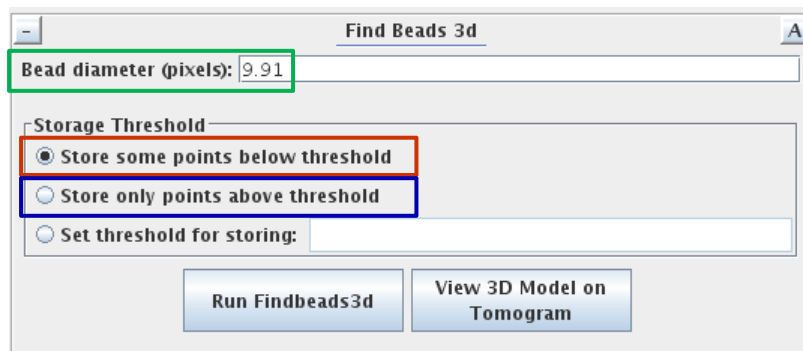 -
Find Beads 3d
A
Bead diameter (pixels): 9.91
Storage Threshold
Store some points below threshold
Store only points above threshold
Set threshold for storing:
Run Findbeads3d
View 3D Model on
Tomogram